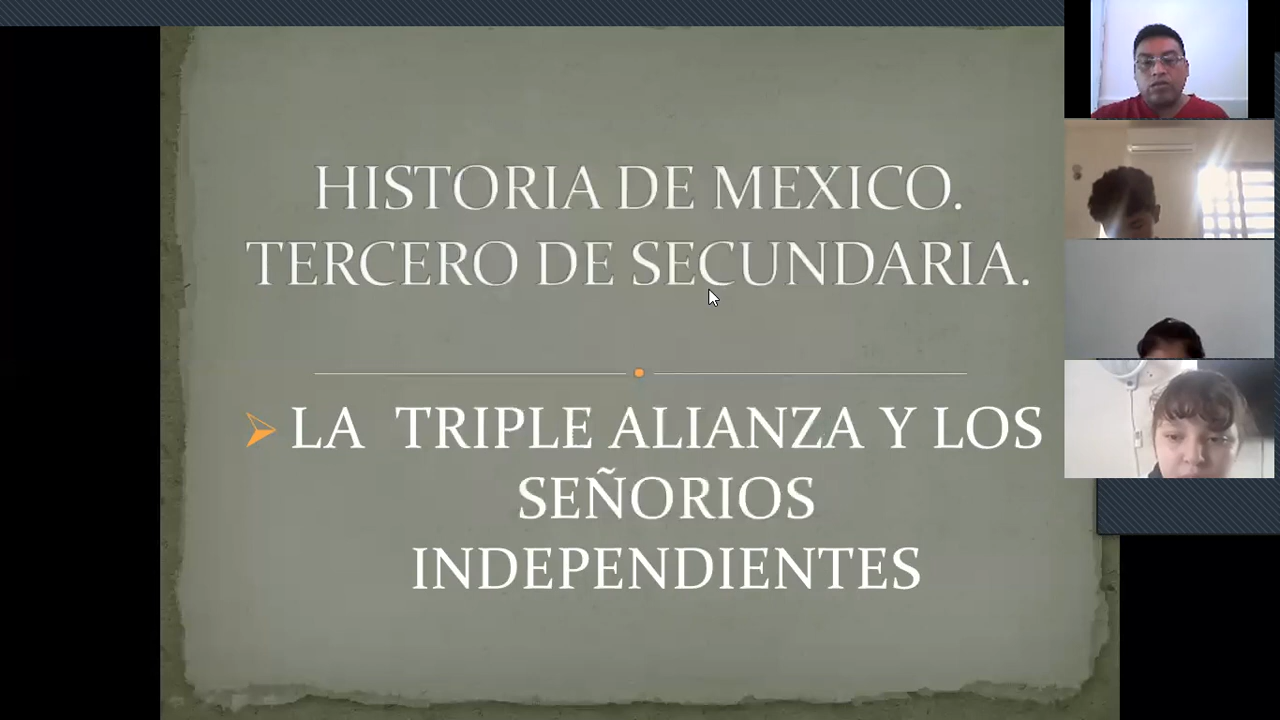 HISTORIA DE MEXICO.
TERCERO DE SECUNDARIA.
LA TRIPLE ALIANZA Y LOS
SEÑORIOS
INDEPENDIENTES